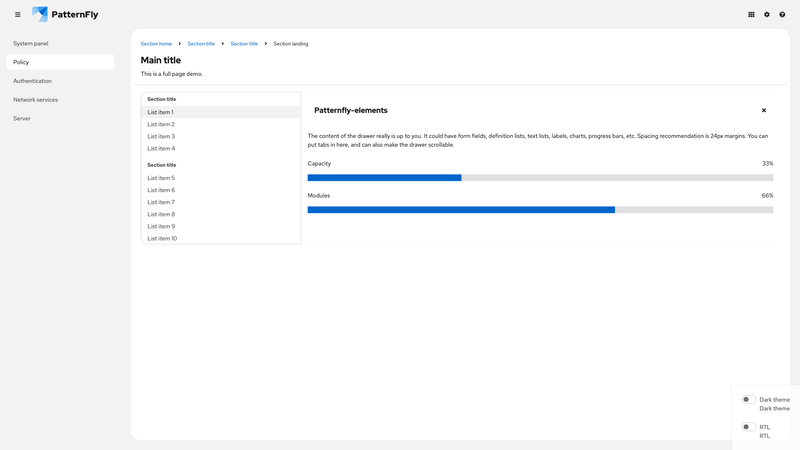 PatternFly
System panel
Policy
Authentication
Network services
Server
Section home
Section title
Section title
Section landing
Main title
This is a full page demo.
Section title
List item 1
List item 2
List item 3
List item 4
Section title
List item 5
List item 6
List item 7
List item 8
List item 9
List item 10
Patternfly-elements
The content of the drawer really is up to you. It could have form fields, definition lists, text lists, labels, charts, progress bars, etc. Spacing recommendation is 24px margins. You can
put tabs in here, and can also make the drawer scrollable.
Capacity 33%
Modules 66%
Dark theme
Dark theme
RTL
RTL